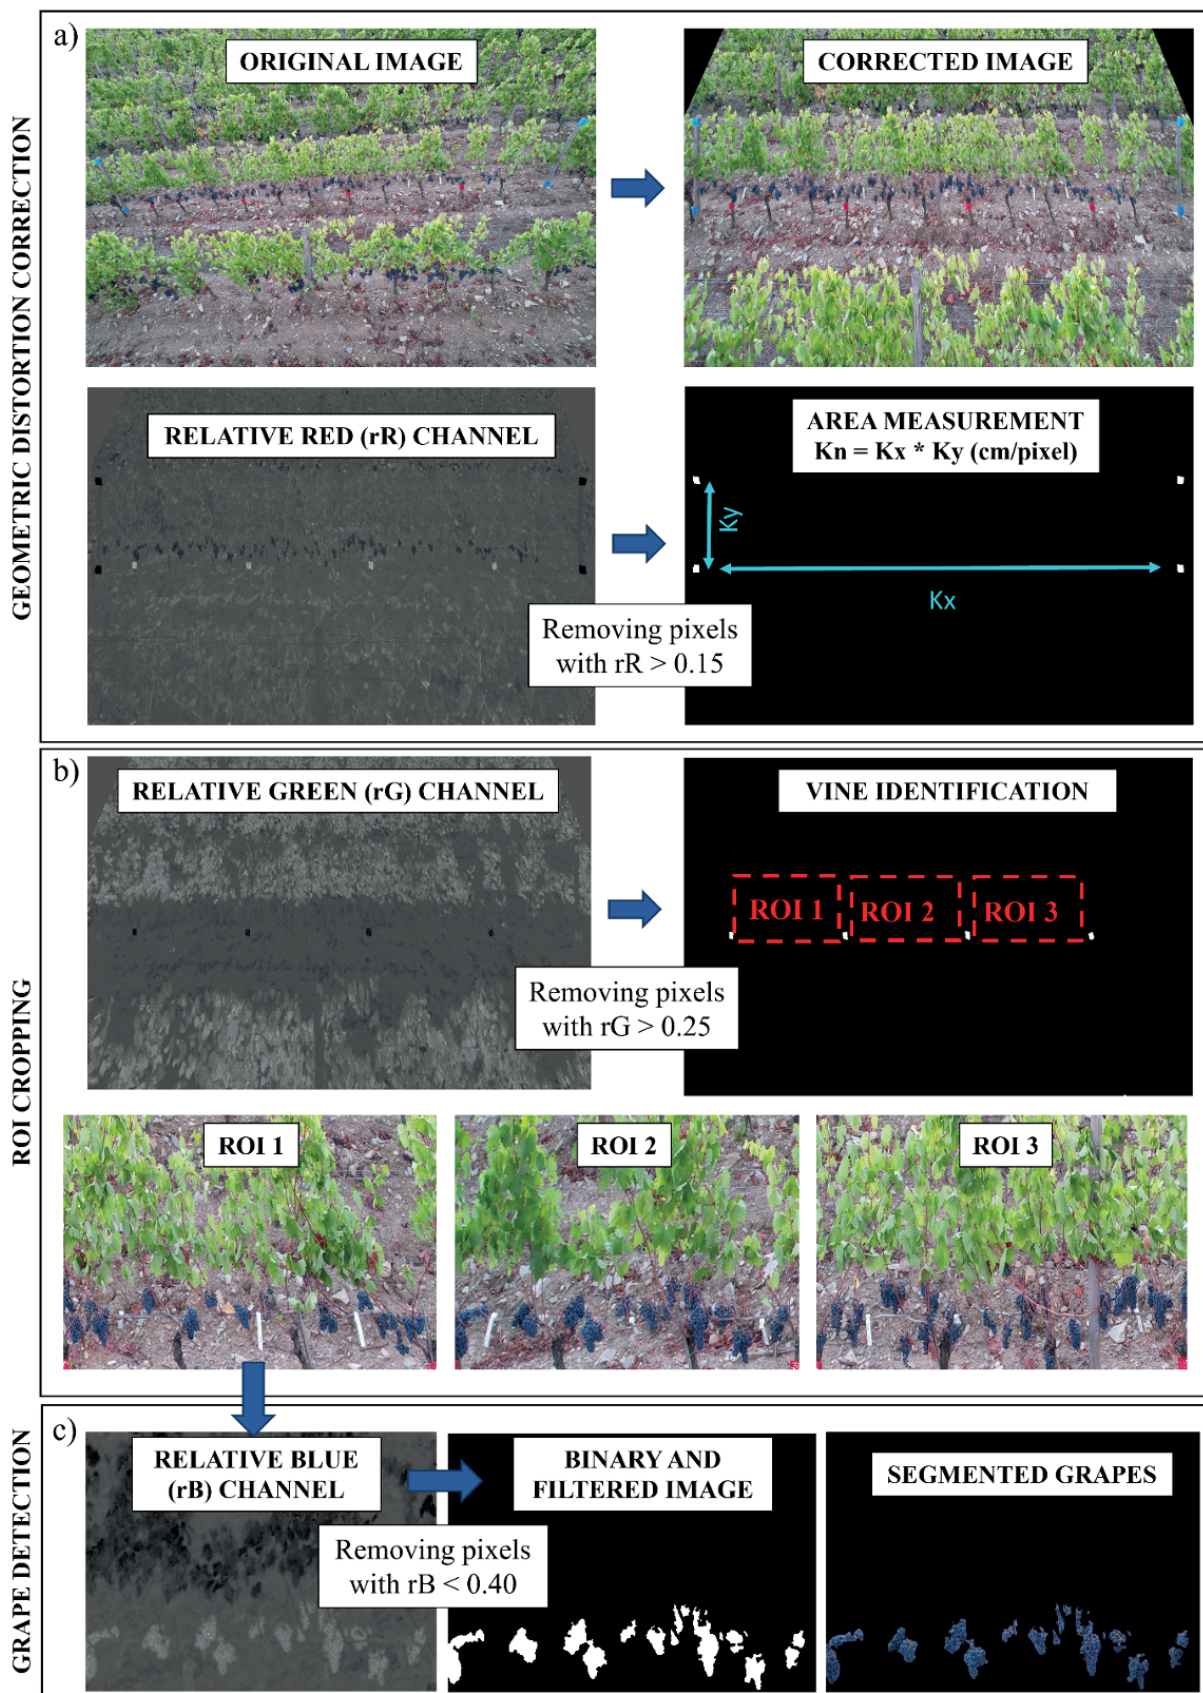 GEOMETRIC DISTORTION CORRECTION
a)
ORIGINAL IMAGE
CORRECTED IMAGE
RELATIVE RED (rR) CHANNEL
AREA MEASUREMENT
Kn = Kx * Ky (cm/pixel)
Ky
Kx
Removing pixels
with rR > 0.15
ROI CROPPING
b)
RELATIVE GREEN (rG) CHANNEL
VINE IDENTIFICATION
ROI 1
ROI 2
ROI 3
Removing pixels
with rG > 0.25
ROI 1
ROI 2
ROI 3
GRAPE DETECTION
c)
RELATIVE BLUE
(rB) CHANNEL
BINARY AND
FILTERED IMAGE
SEGMENTED GRAPES
Removing pixels
with rB < 0.40